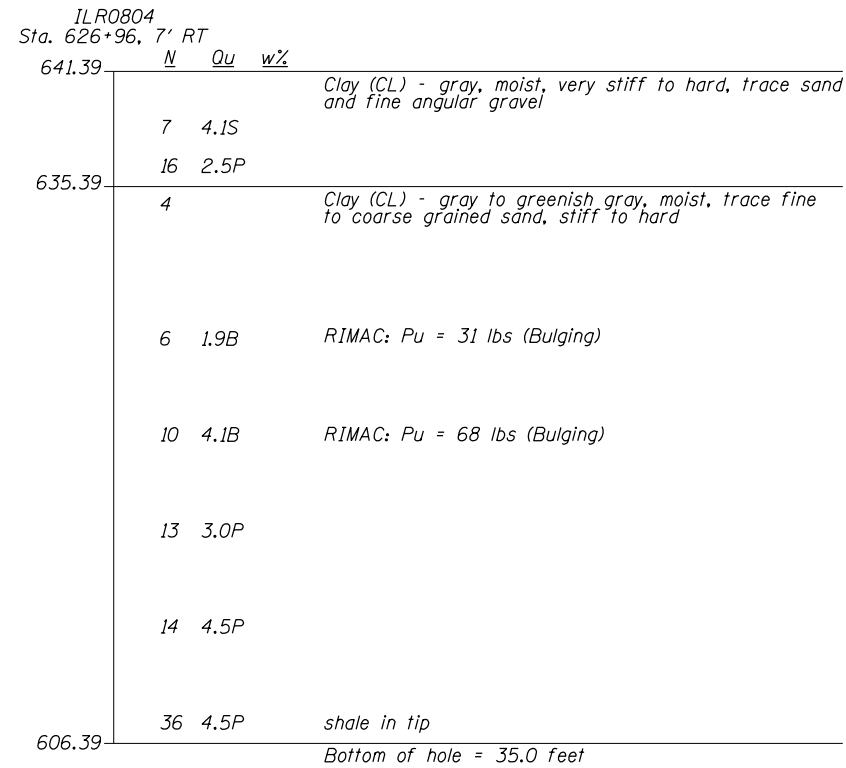 ILR0804
Sta. 626+96, 7' RT
N Qu w%
641.39
Clay (CL) - gray, moist, very stiff to hard, trace sand
and fine angular gravel
7 4.1S
16 2.5P
635.39
4 Clay (CL) - gray to greenish gray, moist, trace fine
to coarse grained sand, stiff to hard
6 1.9B RIMAC: Pu = 31 lbs (Bulging)
10 4.1B RIMAC: Pu = 68 lbs (Bulging)
13 3.0P
14 4.5P
36 4.5P shale in tip
606.39
Bottom of hole = 35.0 feet